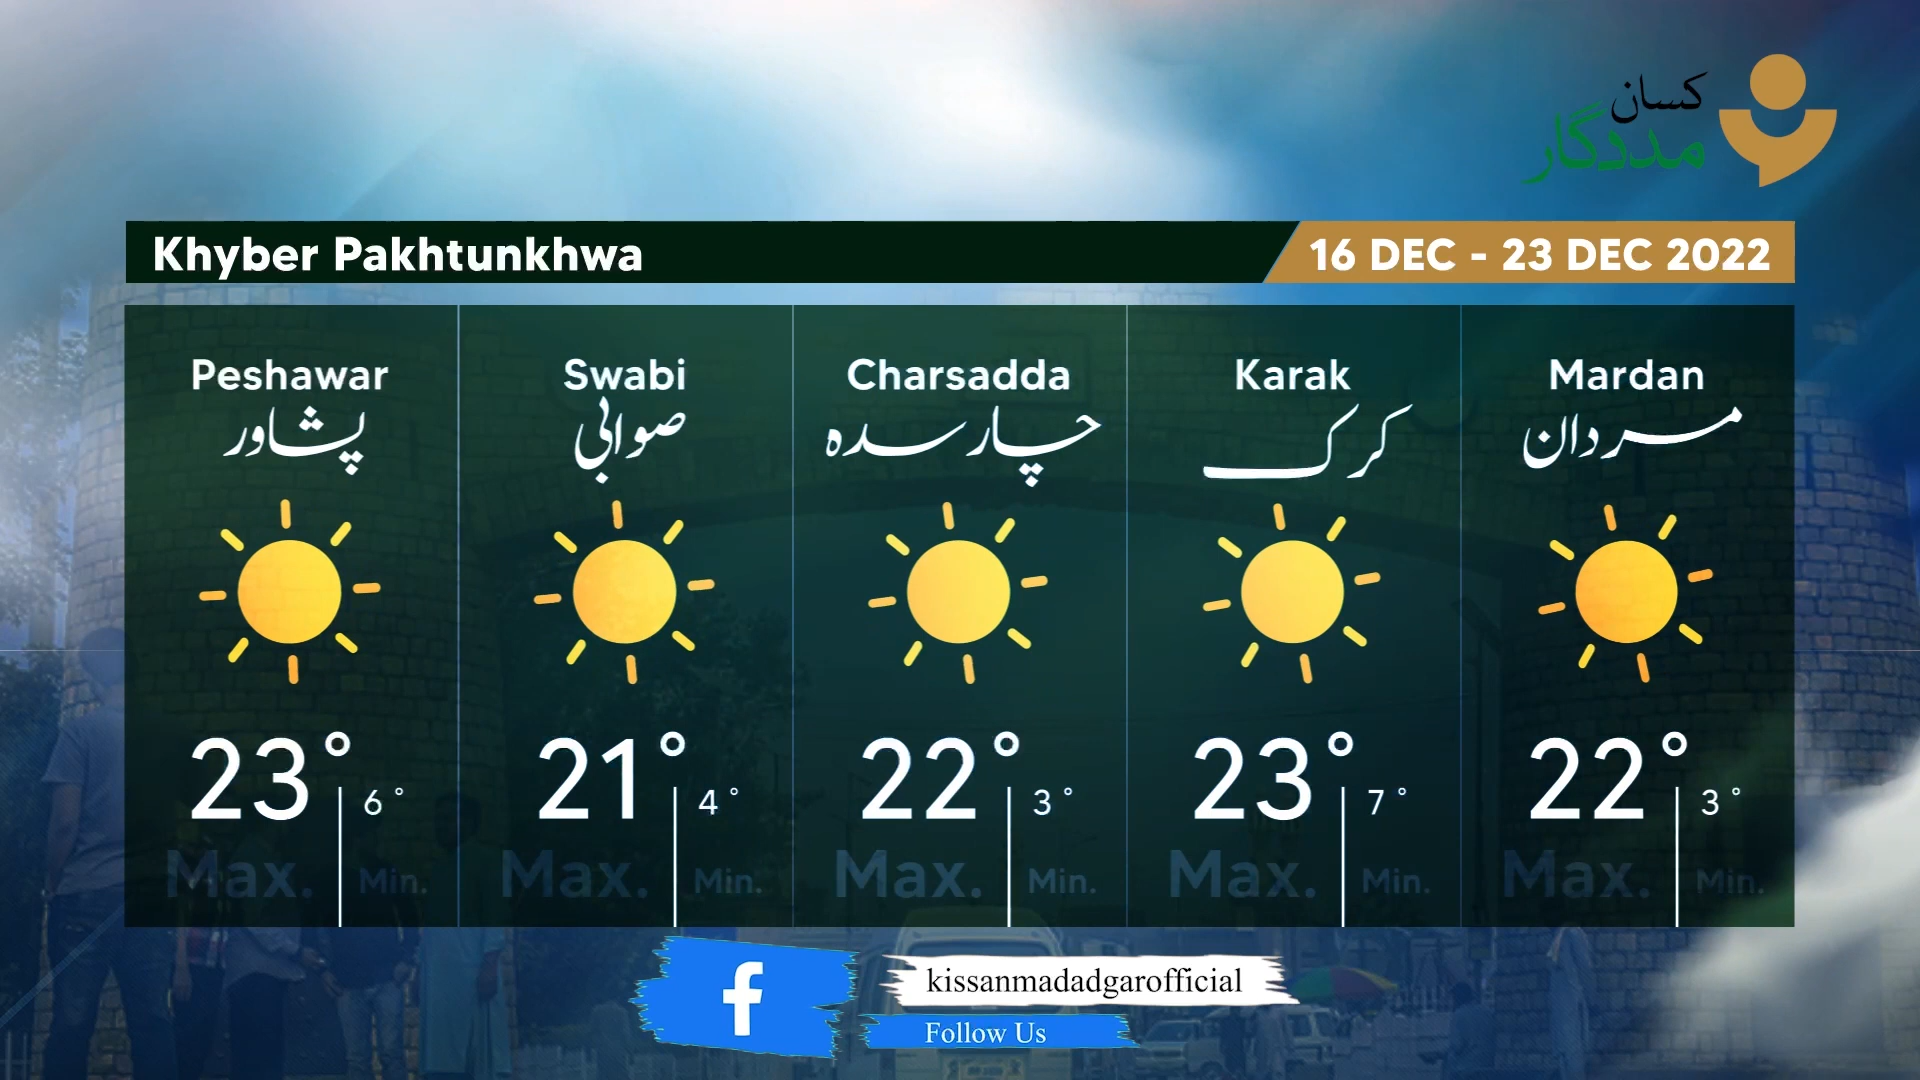 کسان
مددگار
Khyber Pakhtunkhwa
16 DEC - 23 DEC 2022
Peshawar
پشاور
23°
6°
Max.
Min.
Swabi
صوابی
21°
4°
Max.
Min.
Charsadda
چارسدہ
22°
3°
Max.
Min.
Karak
کرک
23°
7°
Max.
Min.
Mardan
مردان
22°
3°
Max.
Min.
f
kissanmadadgarofficial
Follow Us